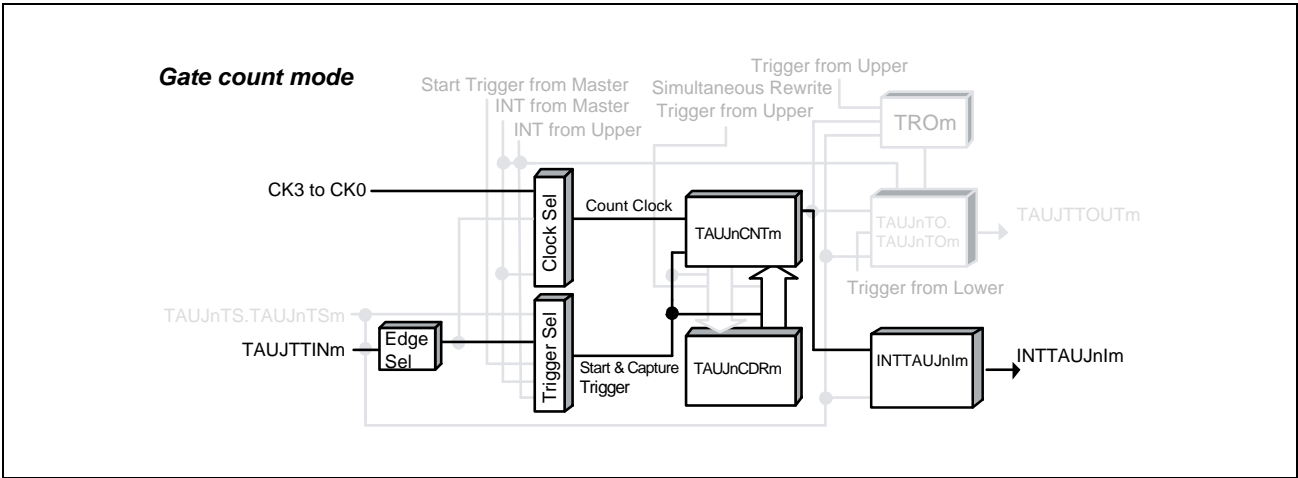 Gate count mode
Trigger from Upper
Start Trigger from Master
Simultaneous Rewrite
INT from Master
Trigger from Upper
INT from Upper
TROm
CK3 to CK0
Clock Sel
Count Clock
TAUJnCNTm
TAUJnTO.
TAUJnTOm
TAUJTTOUTm
Trigger from Lower
TAUJnTS.TAUJnTSm
TAUJTTINm
Edge
Sel
Trigger Sel
Start & Capture
Trigger
TAUJnCDRm
INTTAUJnIm
INTTAUJnIm